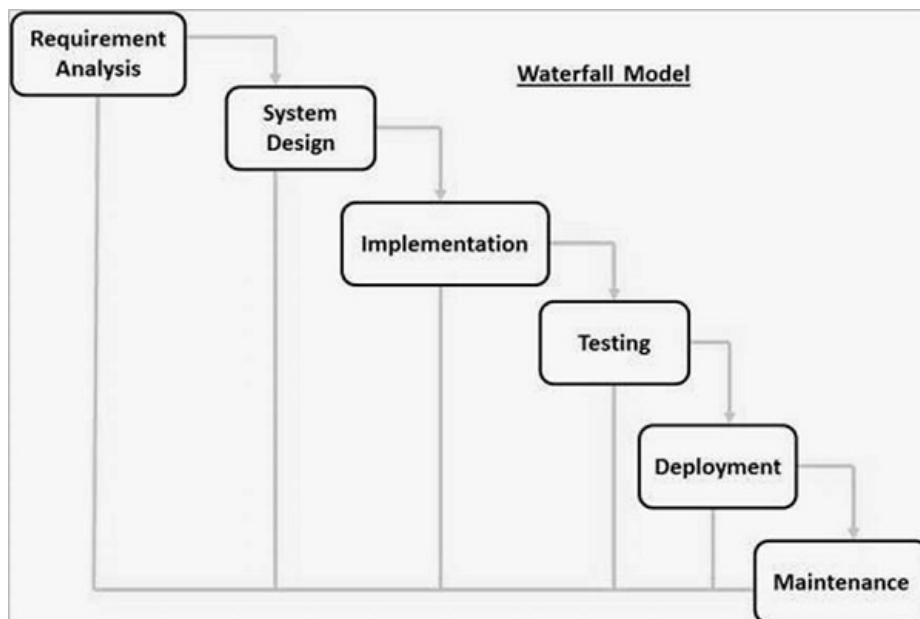 Requirement
Analysis
Waterfall Model
System
Design
Implementation
Testing
Deployment
Maintenance